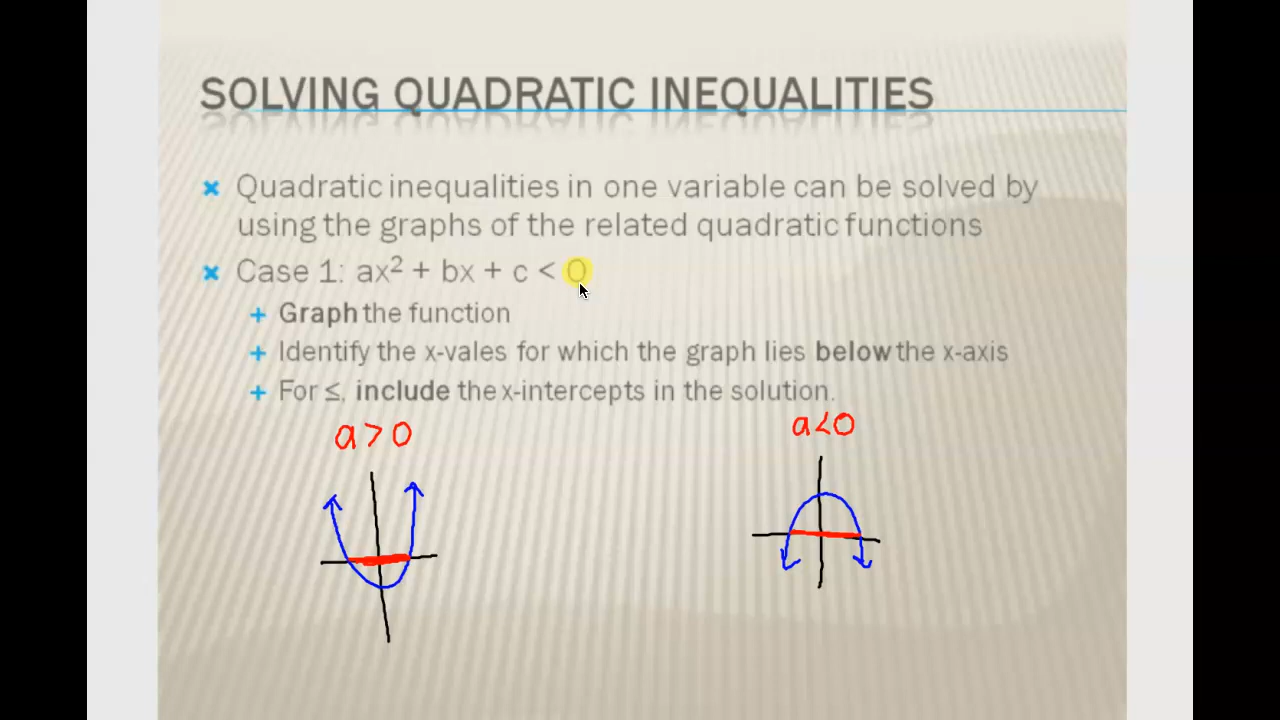 SOLVING QUADRATIC INEQUALITIES
Quadratic inequalities in one variable can be solved by
using the graphs of the related quadratic functions
Case 1: ax² + bx + c < 0
Graph the function
Identify the x-vales for which the graph lies below the x-axis
For ≤, include the x-intercepts in the solution.
a > 0
a < 0